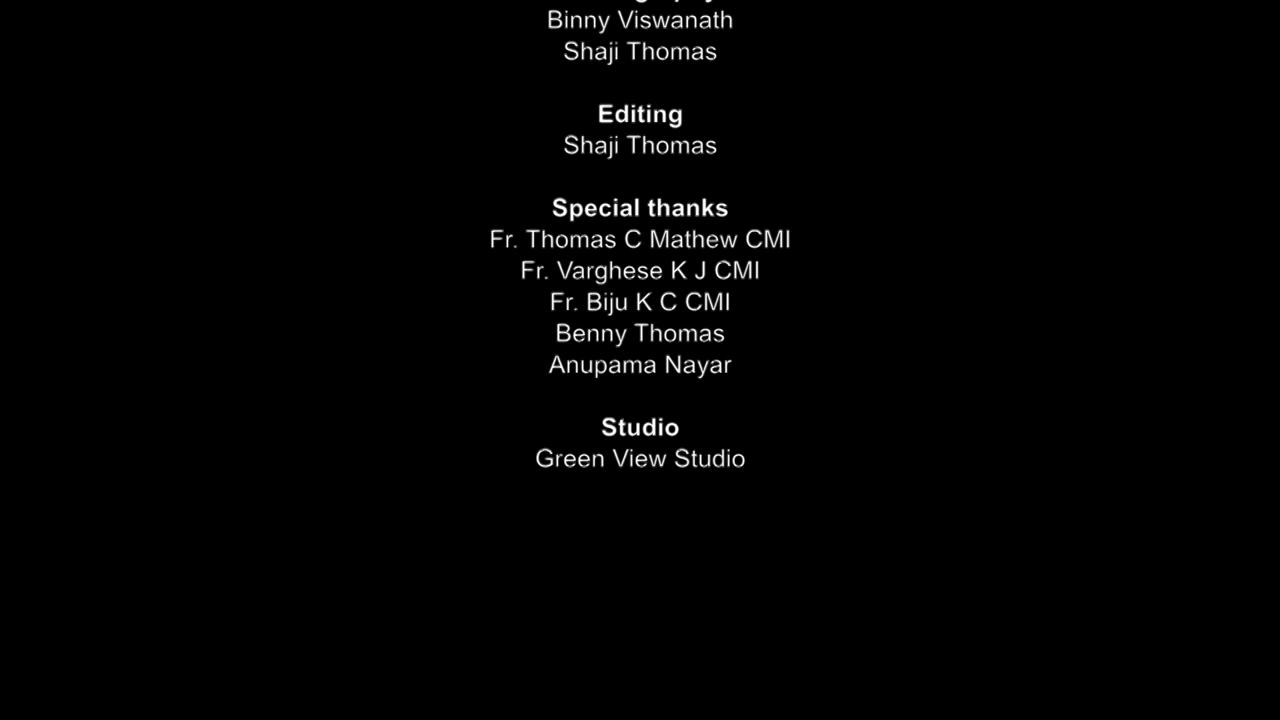 Binny Viswanath
Shaji Thomas
Editing
Shaji Thomas
Special thanks
Fr. Thomas C Mathew CMI
Fr. Varghese K J CMI
Fr. Biju K C CMI
Benny Thomas
Anupama Nayar
Studio
Green View Studio